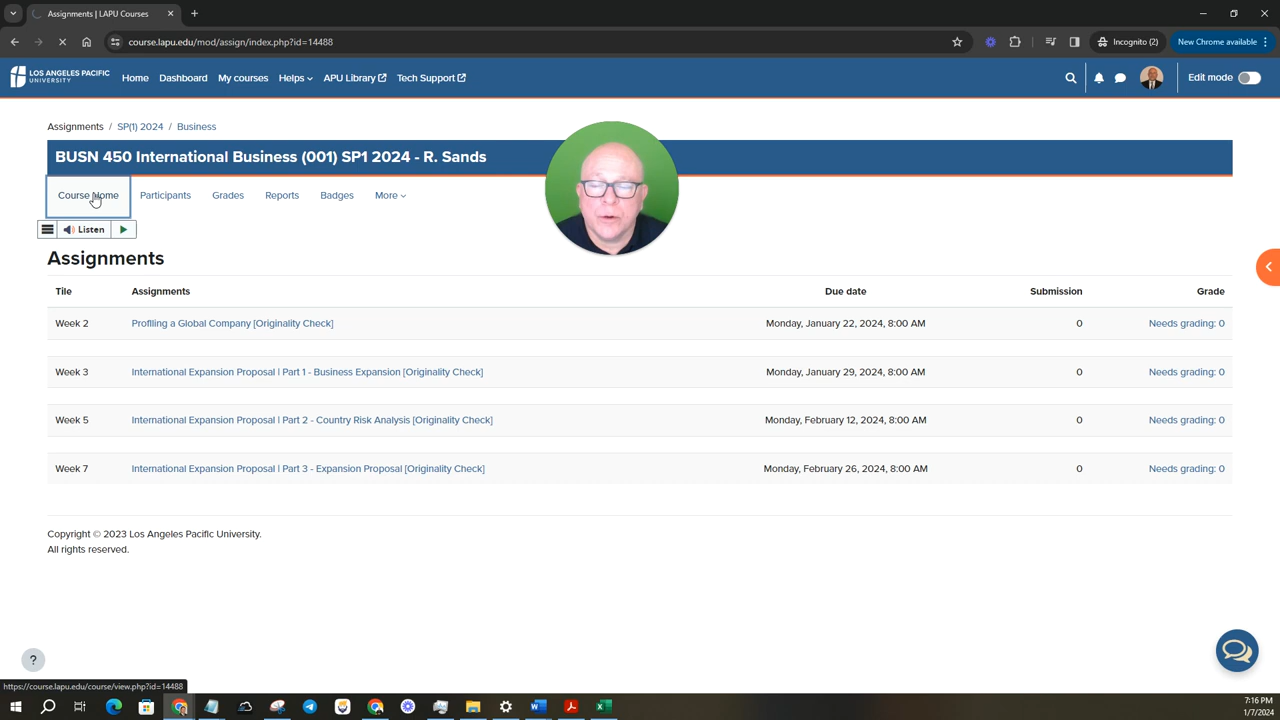 Assignments | LAPU Courses
course.lapu.edu/mod/assign/index.php?id=14488
Incognito (2)
New Chrome available
LOS ANGELES PACIFIC
UNIVERSITY
Home
Dashboard
My courses
Helps
APU Library
Tech Support
Edit mode
Assignments / SP(1) 2024 / Business
BUSN 450 International Business (001) SP1 2024 - R. Sands
Course Home
Participants
Grades
Reports
Badges
More
Listen
Assignments
Tile Assignments Due date Submission Grade
Week 2 Profiling a Global Company [Originality Check] Monday, January 22, 2024, 8:00 AM 0 Needs grading: 0
Week 3 International Expansion Proposal | Part 1 - Business Expansion [Originality Check] Monday, January 29, 2024, 8:00 AM 0 Needs grading: 0
Week 5 International Expansion Proposal | Part 2 - Country Risk Analysis [Originality Check] Monday, February 12, 2024, 8:00 AM 0 Needs grading: 0
Week 7 International Expansion Proposal | Part 3 - Expansion Proposal [Originality Check] Monday, February 26, 2024, 8:00 AM 0 Needs grading: 0
Copyright © 2023 Los Angeles Pacific University.
All rights reserved.
?
https://course.lapu.edu/course/view.php?id=14488
7:16 PM
1/7/2024